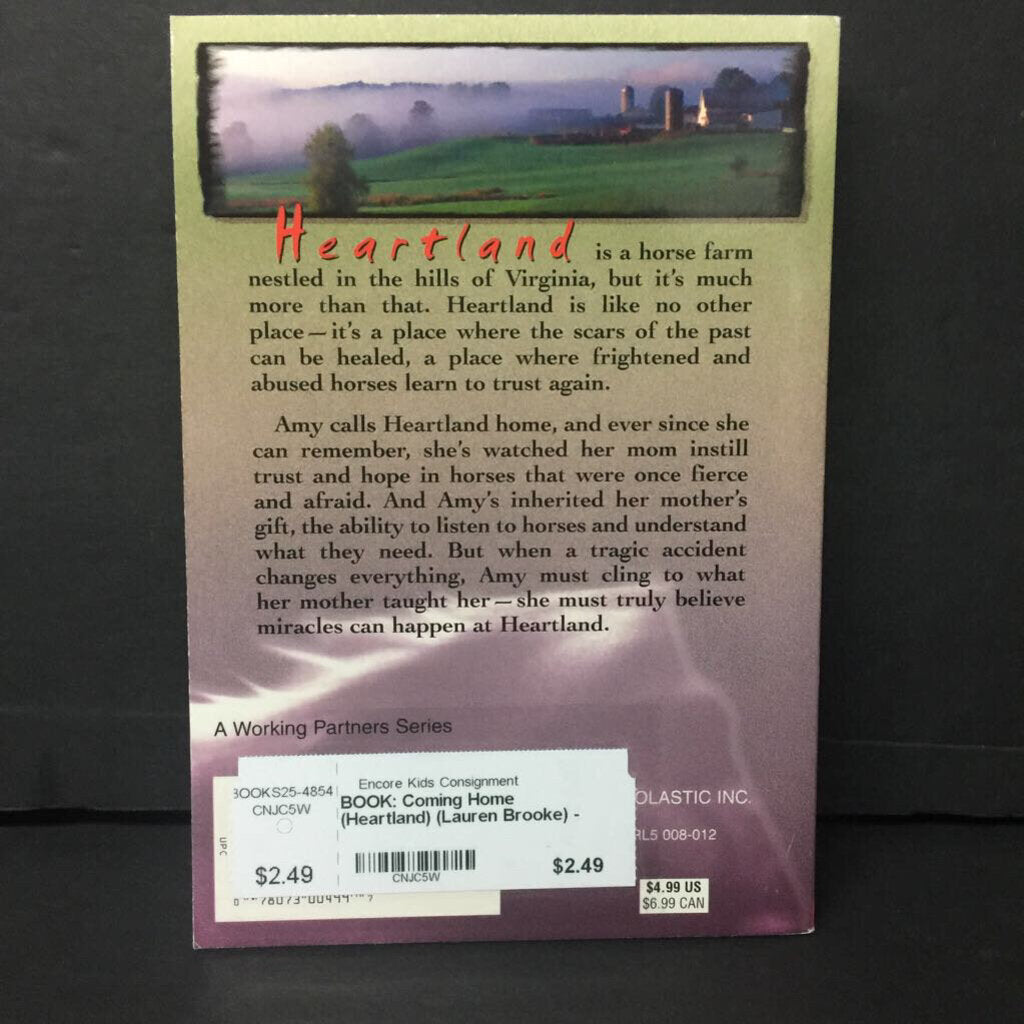 Heartland is a horse farm
nestled in the hills of Virginia, but it's much
more than that. Heartland is like no other
place—it's a place where the scars of the past
can be healed, a place where frightened and
abused horses learn to trust again.
Amy calls Heartland home, and ever since she
can remember, she's watched her mom instill
trust and hope in horses that were once fierce
and afraid. And Amy's inherited her mother's
gift, the ability to listen to horses and understand
what they need. But when a tragic accident
changes everything, Amy must cling to what
her mother taught her—she must truly believe
miracles can happen at Heartland.
A Working Partners Series
BOOKS25-4854
CNJC5W
$2.49
Encore Kids Consignment
BOOK: Coming Home
(Heartland) (Lauren Brooke) -
CNJC5W
$2.49
UPC
OLASTIC INC.
RL5 008-012
$4.99 US
$6.99 CAN